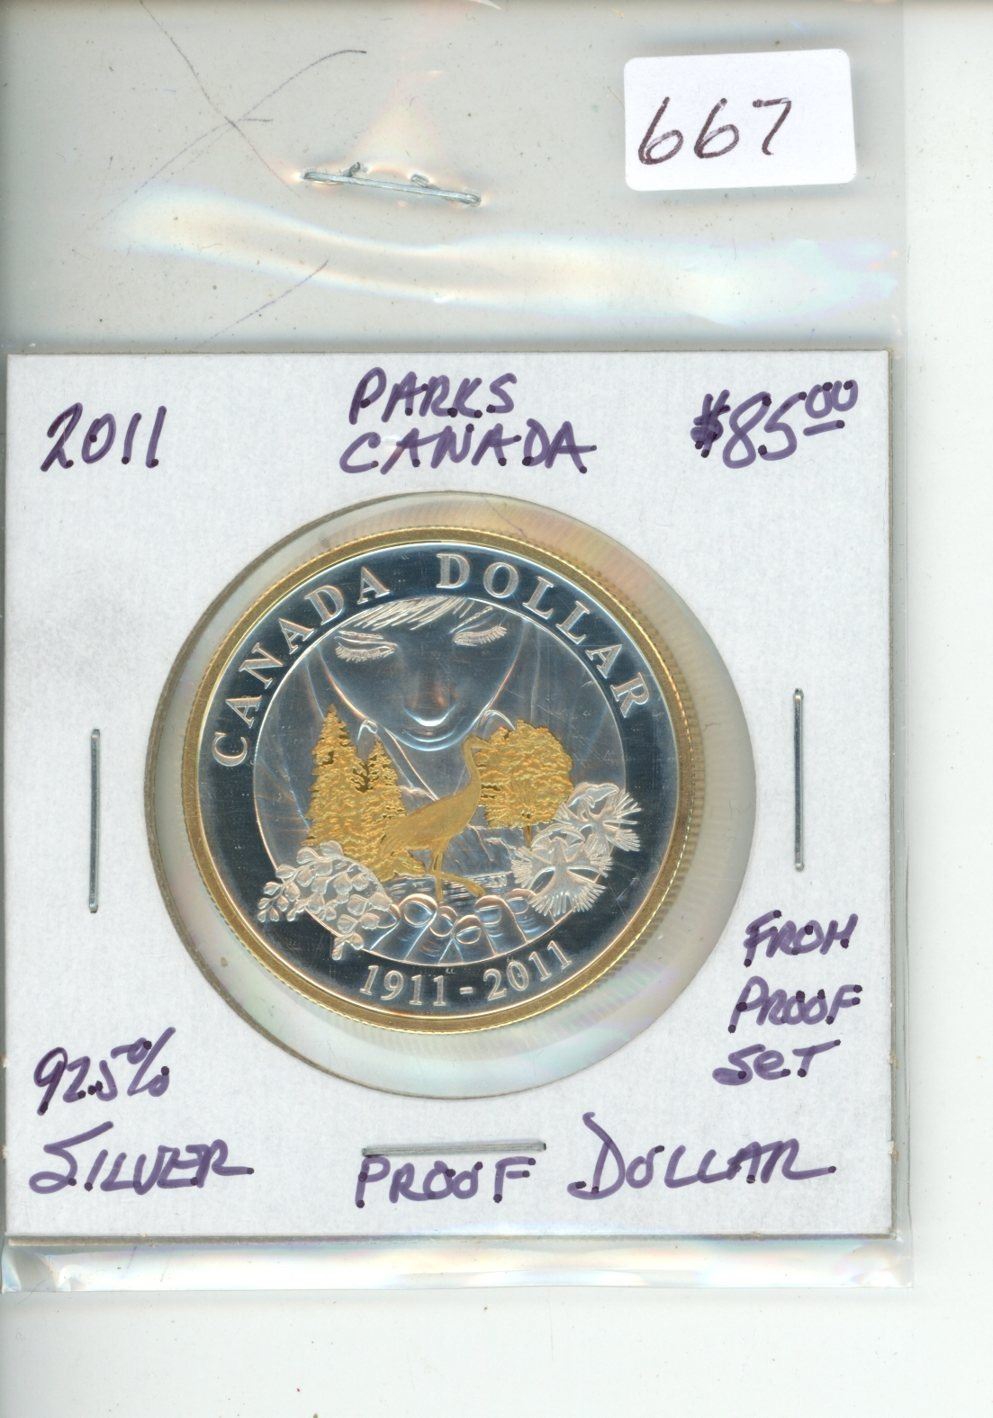 667
2011
PARKS
CANADA
$85.00
CANADA DOLLAR
1911-2011
FROM
PROOF
SET
92.5%
SILVER
PROOF DOLLAR